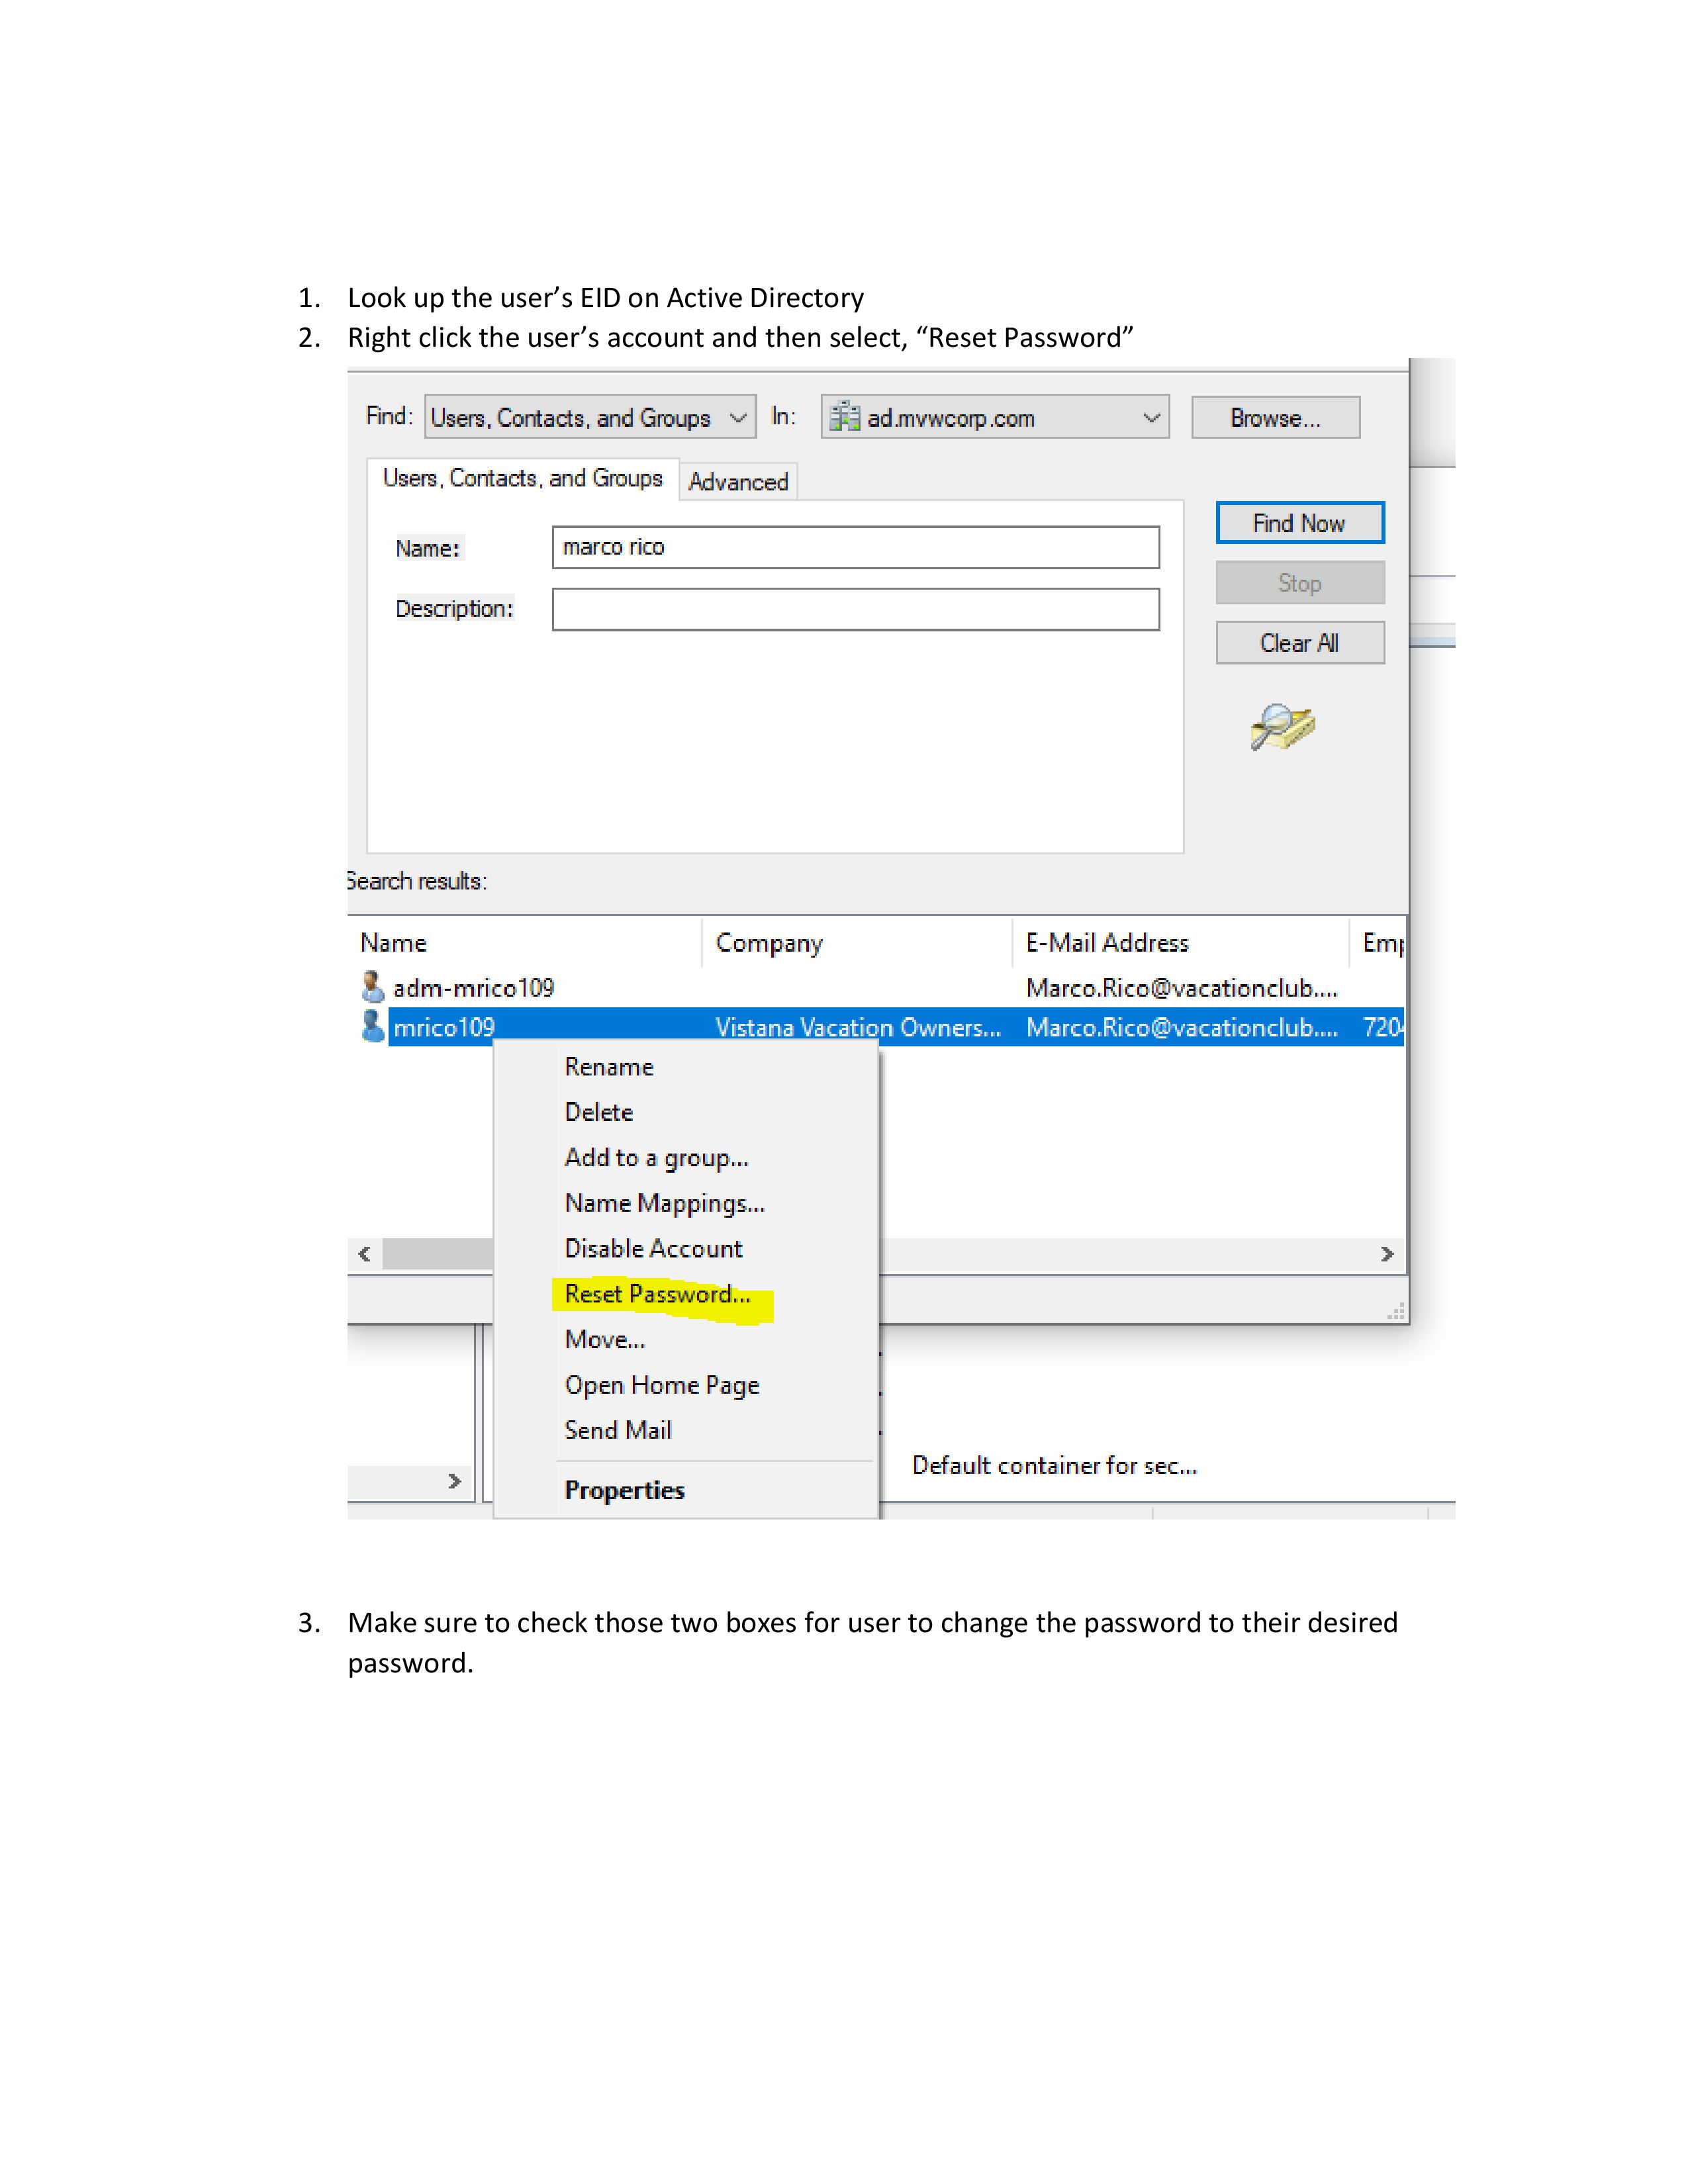 1. Look up the user’s EID on Active Directory
2. Right click the user’s account and then select, “Reset Password”
Find: Users, Contacts, and Groups In: ad.mvwcorp.com Browse...
Users, Contacts, and Groups Advanced
Find Now
Name: marco rico
Stop
Description:
Clear All
Search results:
Name Company E-Mail Address Emp
adm-mrico109 Marco.Rico@vacationclub....
mrico109 Vistana Vacation Owners... Marco.Rico@vacationclub.... 720
Rename
Delete
Add to a group...
Name Mappings...
Disable Account
Reset Password...
Move...
Open Home Page
Send Mail
Default container for sec...
Properties
3. Make sure to check those two boxes for user to change the password to their desired
password.